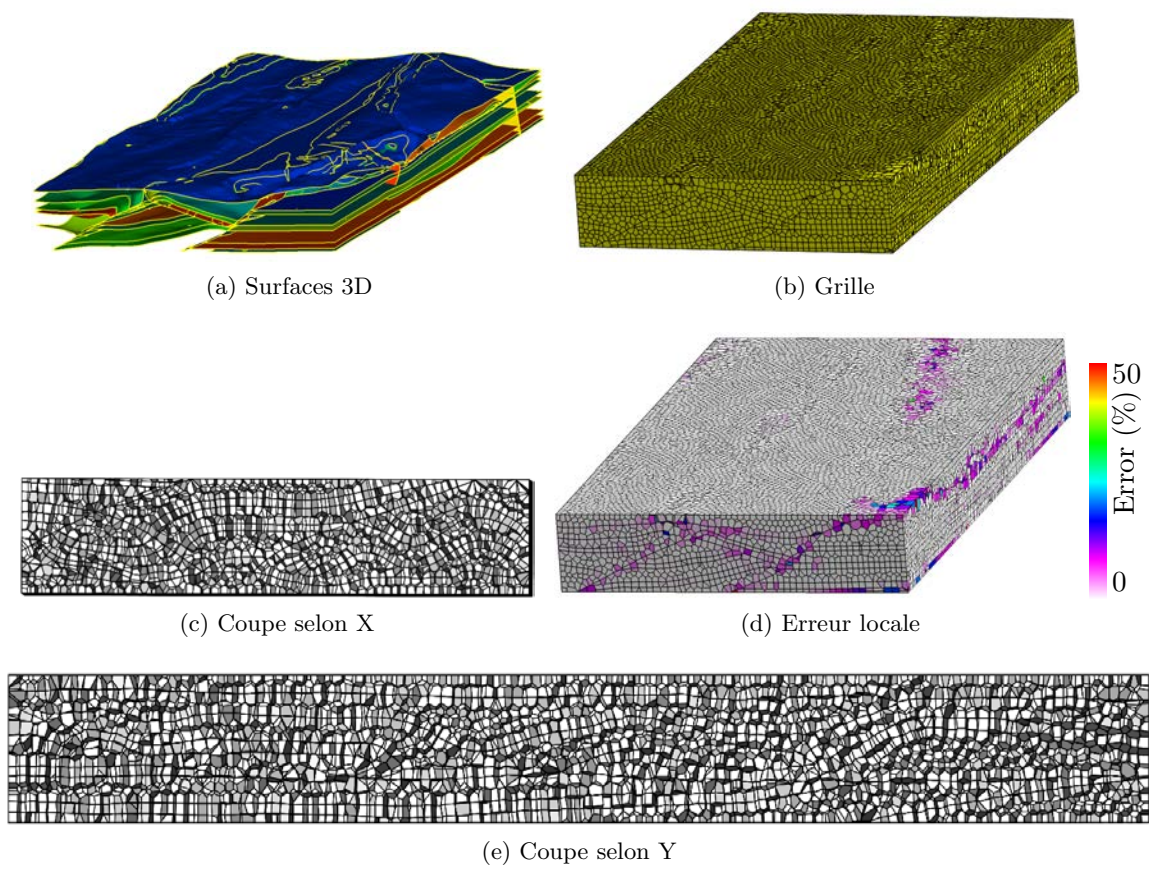 (a) Surfaces 3D
(b) Grille
50
Error (%)
0
(c) Coupe selon X
(d) Erreur locale
(e) Coupe selon Y